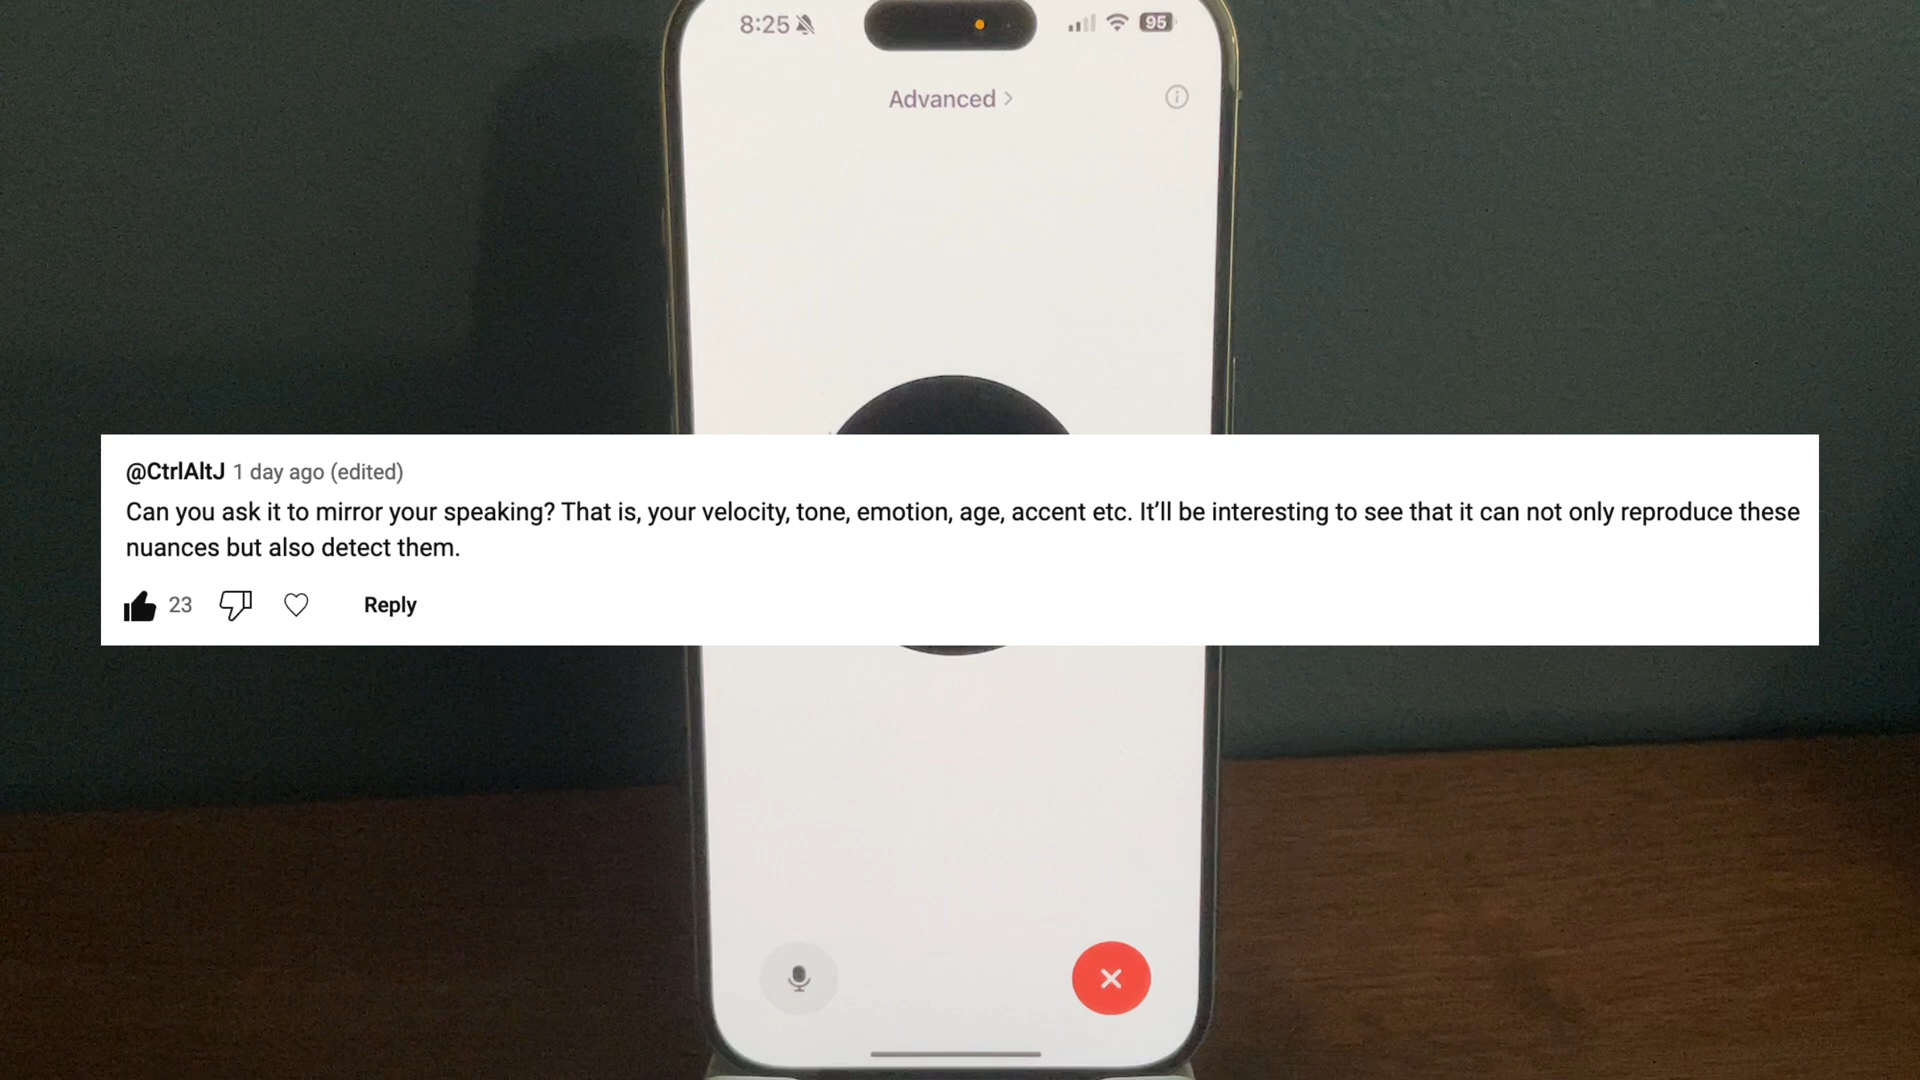 8:25
95
Advanced >
@CtrlAltJ 1 day ago (edited)
Can you ask it to mirror your speaking? That is, your velocity, tone, emotion, age, accent etc. It’ll be interesting to see that it can not only reproduce these
nuances but also detect them.
23
Reply